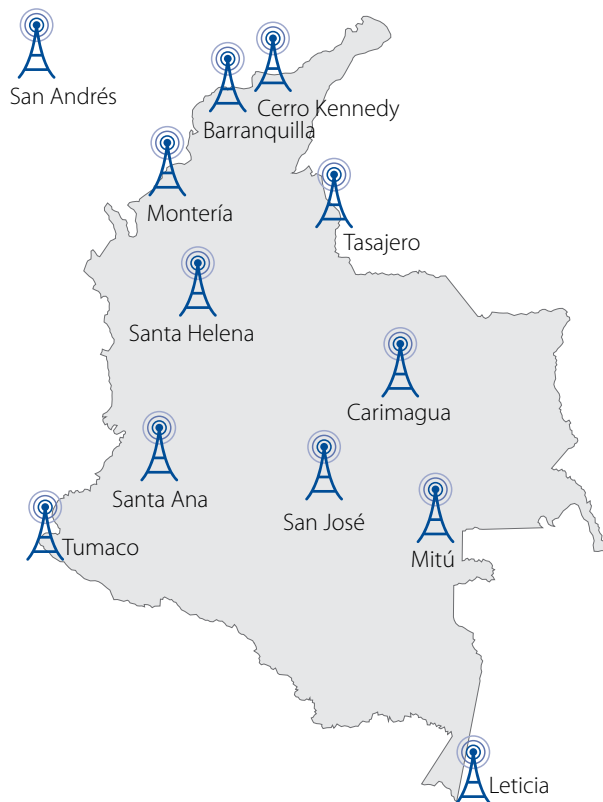 San Andrés
Cerro Kennedy
Barranquilla
Montería
Tasajero
Santa Helena
Carimagua
Santa Ana
San José
Tumaco
Mitú
Leticia